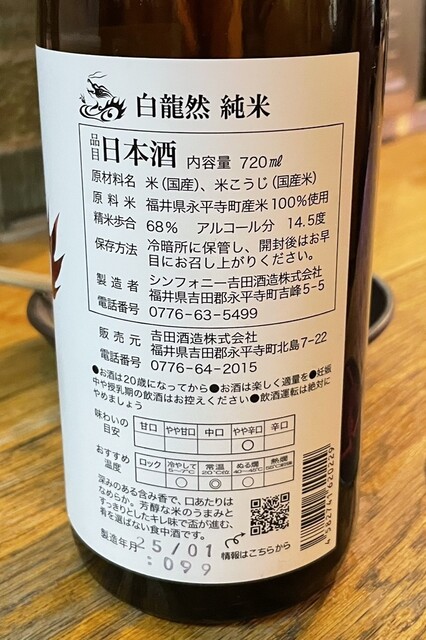 白龍然 純米
品目 日本酒 内容量 720㎖
原材料名 米(国産)、米こうじ(国産米)
原料米 福井県永平寺町産米100%使用
精米歩合 68% アルコール分 14.5度
保存方法 冷暗所に保管し、開封後はお早
目にお召し上がりください。
製造者 シンフォニー吉田酒造株式会社
福井県吉田郡永平寺町吉峰5-5
電話番号 0776-63-5499
販売元 吉田酒造株式会社
福井県吉田郡永平寺町北島7-22
電話番号 0776-64-2015
●お酒は20歳になってから●お酒は楽しく適量を●妊娠
中や授乳期の飲酒はお控えください●飲酒運転は絶対に
やめましょう
味わいの目安 甘口 やや甘口 中口 やや辛口 辛口
○
おすすめ温度 ロック 冷やして 5〜7℃ 常温 20℃位 ぬる燗 40〜45℃ 熱燗
○ ◎ ○
深みのある含み香で、口あたりは
なめらか。芳醇な米のうまみと
すっきりとしたキレ味で盃が進む、
肴を選ばない食中酒です。
製造年月 25/01
:099
情報はこちらから
4582741620229